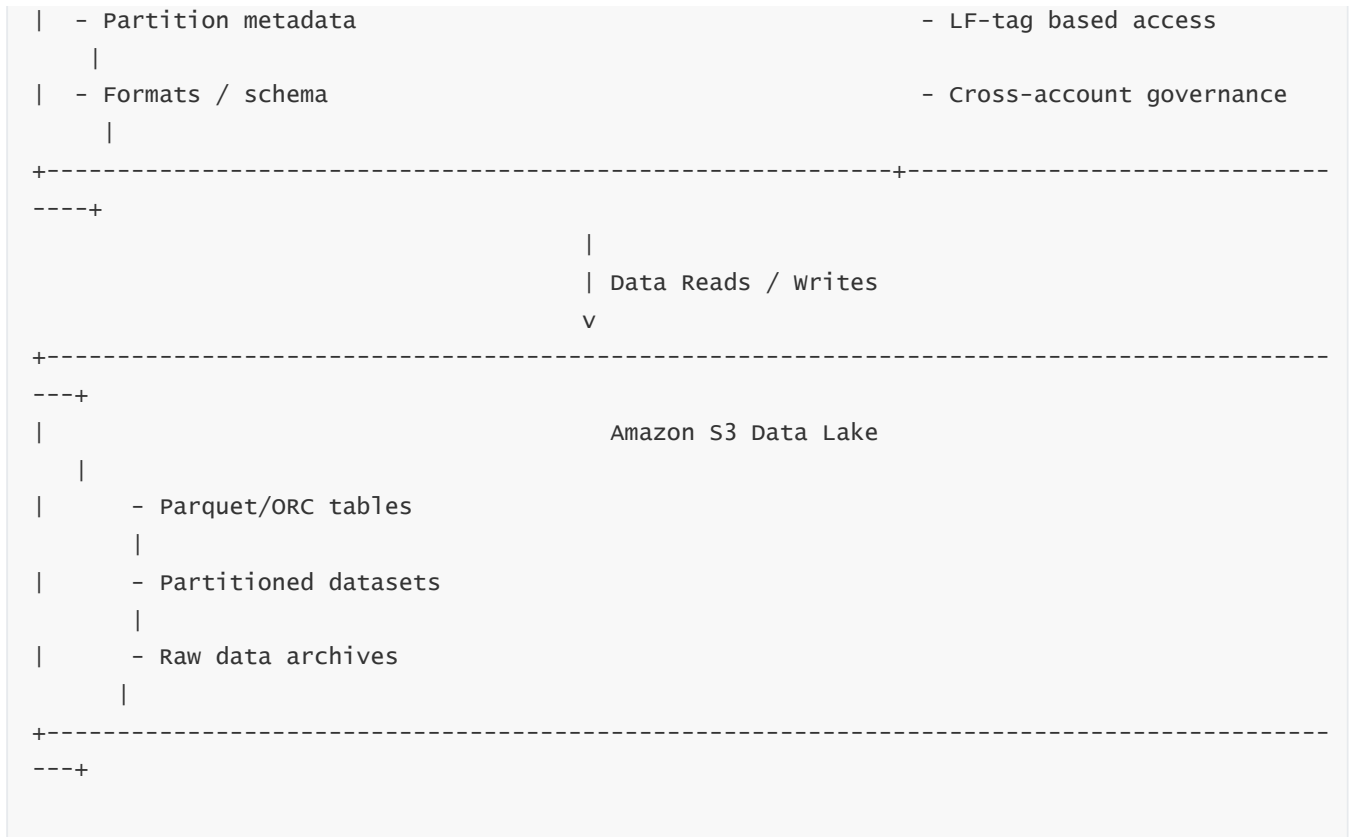 |  - Partition metadata                                        - LF-tag based access
    |
|  - Formats / schema                                          - Cross-account governance
     |
+-----------------------------------------------------------+-----------------------------
----+
                                       |
                                       | Data Reads / Writes
                                       v
+------------------------------------------------------------------------------------------
---+
|                                         Amazon S3 Data Lake
   |
|       - Parquet/ORC tables
       |
|       - Partitioned datasets
       |
|       - Raw data archives
      |
+------------------------------------------------------------------------------------------
---+